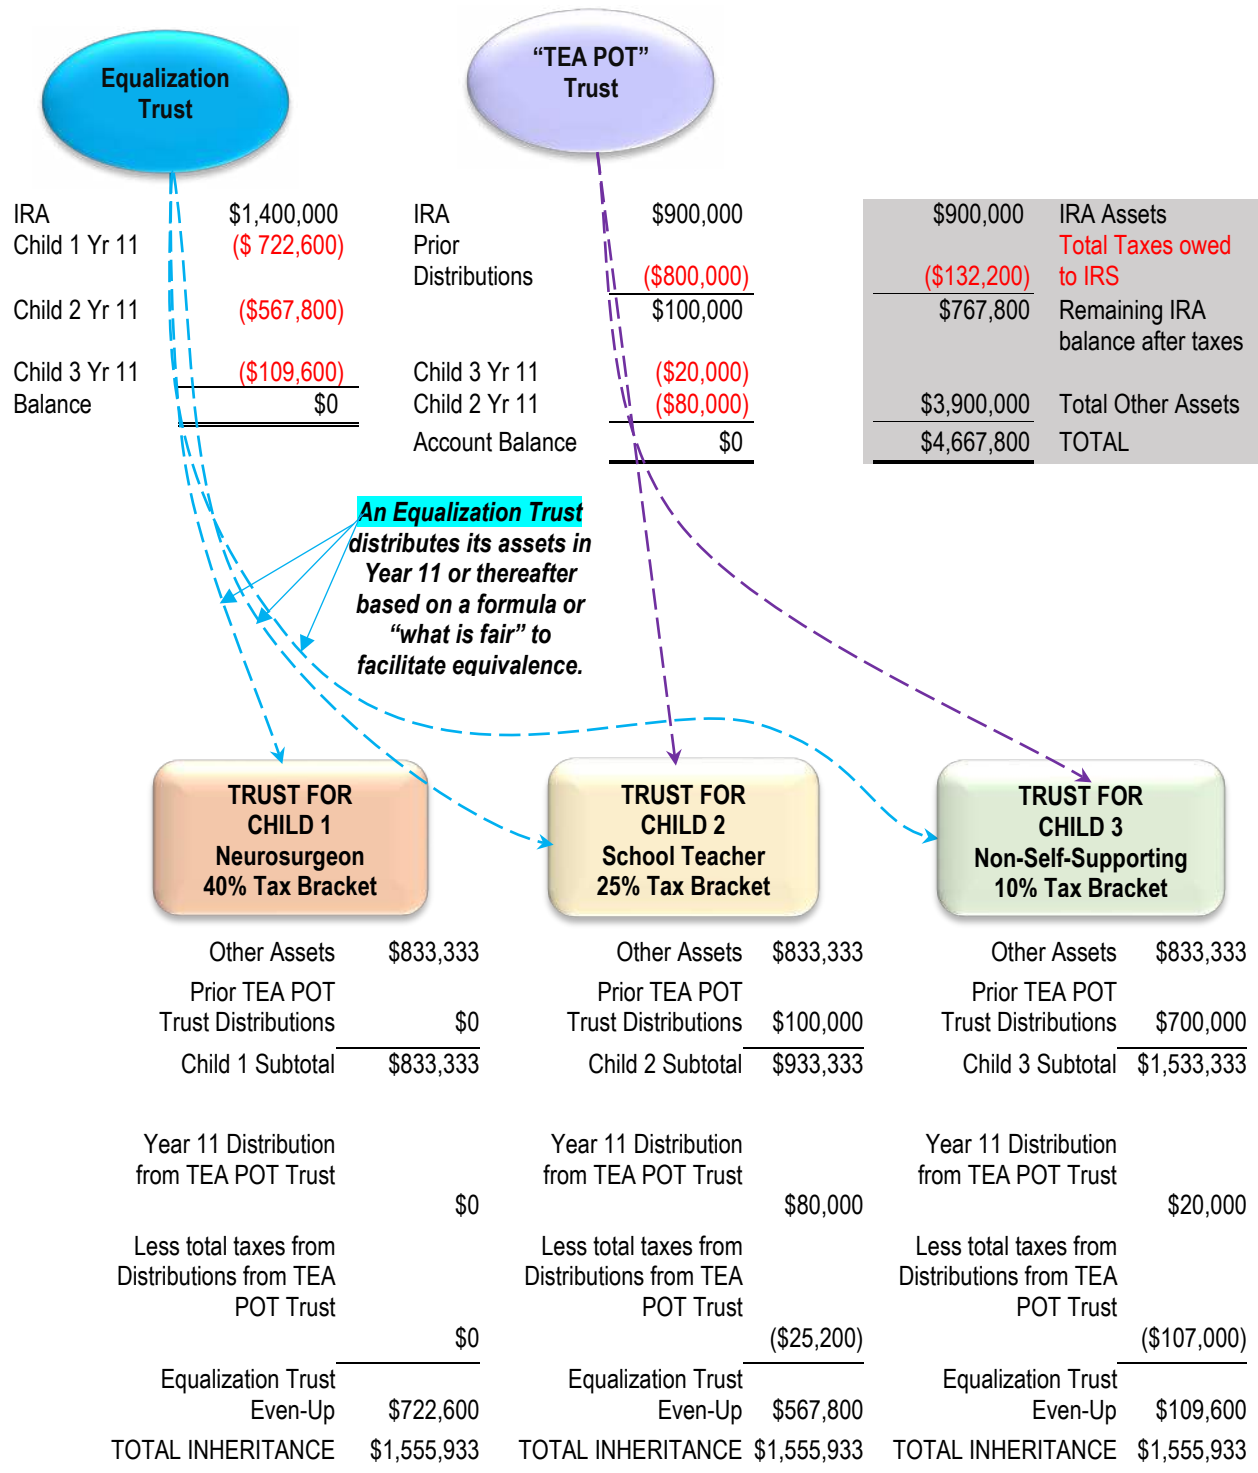 Equalization
Trust
“TEA POT”
Trust
IRA $1,400,000
Child 1 Yr 11 ($ 722,600)
Child 2 Yr 11 ($567,800)
Child 3 Yr 11 ($109,600)
Balance $0
IRA $900,000
Prior
Distributions ($800,000)
$100,000
Child 3 Yr 11 ($20,000)
Child 2 Yr 11 ($80,000)
Account Balance $0
$900,000 IRA Assets
Total Taxes owed
($132,200) to IRS
$767,800 Remaining IRA
balance after taxes
$3,900,000 Total Other Assets
$4,667,800 TOTAL
An Equalization Trust
distributes its assets in
Year 11 or thereafter
based on a formula or
“what is fair” to
facilitate equivalence.
TRUST FOR
CHILD 1
Neurosurgeon
40% Tax Bracket
TRUST FOR
CHILD 2
School Teacher
25% Tax Bracket
TRUST FOR
CHILD 3
Non-Self-Supporting
10% Tax Bracket
Other Assets $833,333
Prior TEA POT
Trust Distributions $0
Child 1 Subtotal $833,333
Year 11 Distribution
from TEA POT Trust
$0
Less total taxes from
Distributions from TEA
POT Trust
$0
Equalization Trust
Even-Up $722,600
TOTAL INHERITANCE $1,555,933
Other Assets $833,333
Prior TEA POT
Trust Distributions $100,000
Child 2 Subtotal $933,333
Year 11 Distribution
from TEA POT Trust
$80,000
Less total taxes from
Distributions from TEA
POT Trust
($25,200)
Equalization Trust
Even-Up $567,800
TOTAL INHERITANCE $1,555,933
Other Assets $833,333
Prior TEA POT
Trust Distributions $700,000
Child 3 Subtotal $1,533,333
Year 11 Distribution
from TEA POT Trust
$20,000
Less total taxes from
Distributions from TEA
POT Trust
($107,000)
Equalization Trust
Even-Up $109,600
TOTAL INHERITANCE $1,555,933